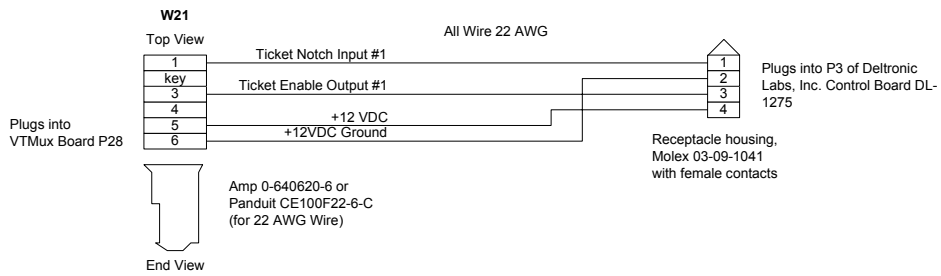 W21
Top View
All Wire 22 AWG
1
key
3
4
5
6
Ticket Notch Input #1
Ticket Enable Output #1
+12 VDC
+12VDC Ground
Plugs into
VTMux Board P28
1
2
3
4
Plugs into P3 of Deltronic
Labs, Inc. Control Board DL-
1275
Receptacle housing,
Molex 03-09-1041
with female contacts
Amp 0-640620-6 or
Panduit CE100F22-6-C
(for 22 AWG Wire)
End View